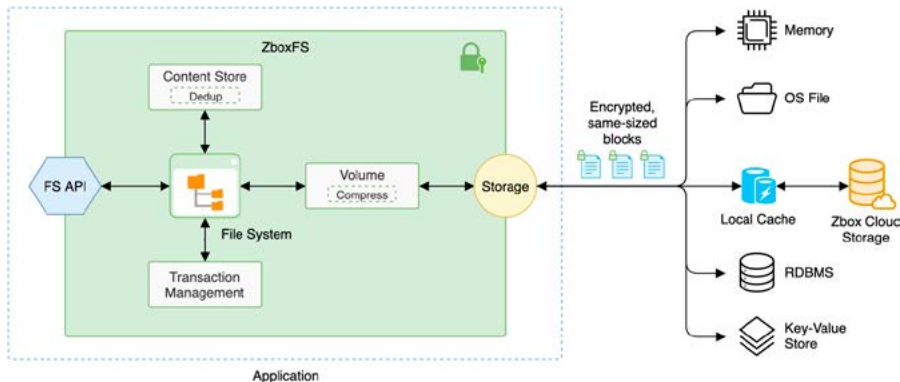 ZboxFS
Content Store
Dedup
FS API
File System
Volume
Compress
Storage
Transaction
Management
Application
Encrypted,
same-sized
blocks
Memory
OS File
Local Cache
Zbox Cloud
Storage
RDBMS
Key-Value
Store